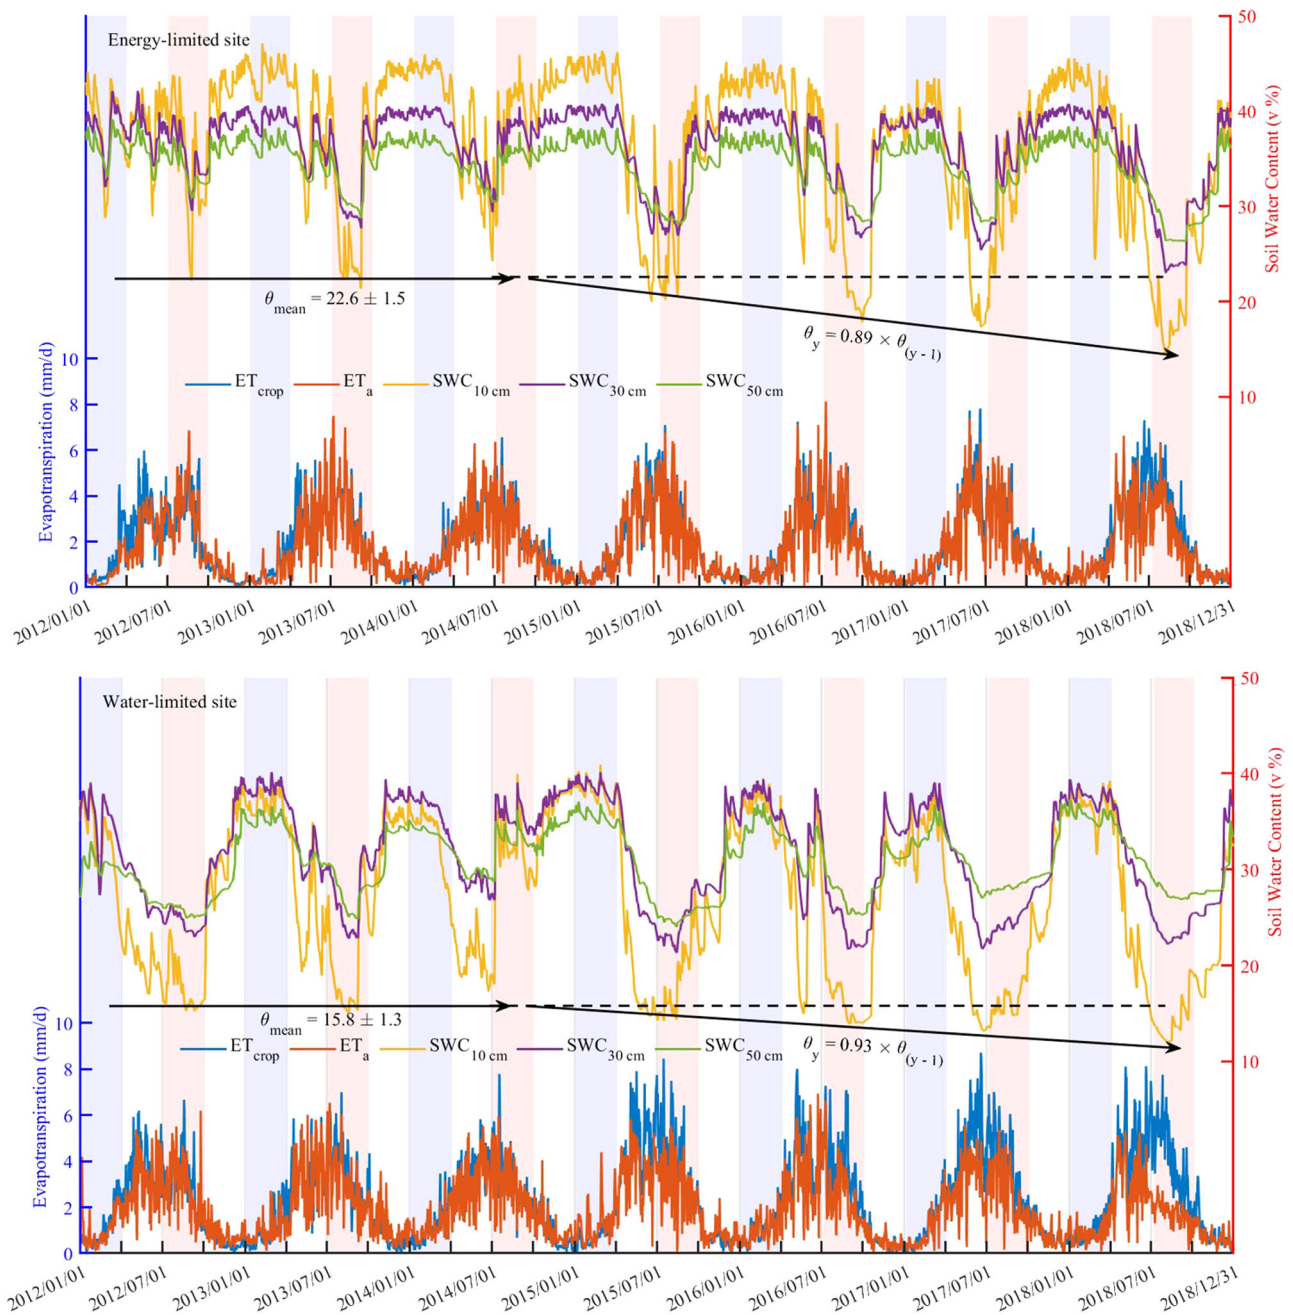 Energy-limited site
50
40
30
20
10
Soil Water Content (v %)
θmean = 22.6 ± 1.5
θy = 0.89 × θ(y - 1)
ETcrop ETa SWC10 cm SWC30 cm SWC50 cm
10
8
6
4
2
0
Evapotranspiration (mm/d)
2012/01/01 2012/07/01 2013/01/01 2013/07/01 2014/01/01 2014/07/01 2015/01/01 2015/07/01 2016/01/01 2016/07/01 2017/01/01 2017/07/01 2018/01/01 2018/07/01 2018/12/31
Water-limited site
50
40
30
20
10
Soil Water Content (v %)
θmean = 15.8 ± 1.3
θy = 0.93 × θ(y - 1)
ETcrop ETa SWC10 cm SWC30 cm SWC50 cm
10
8
6
4
2
0
Evapotranspiration (mm/d)
2012/01/01 2012/07/01 2013/01/01 2013/07/01 2014/01/01 2014/07/01 2015/01/01 2015/07/01 2016/01/01 2016/07/01 2017/01/01 2017/07/01 2018/01/01 2018/07/01 2018/12/31